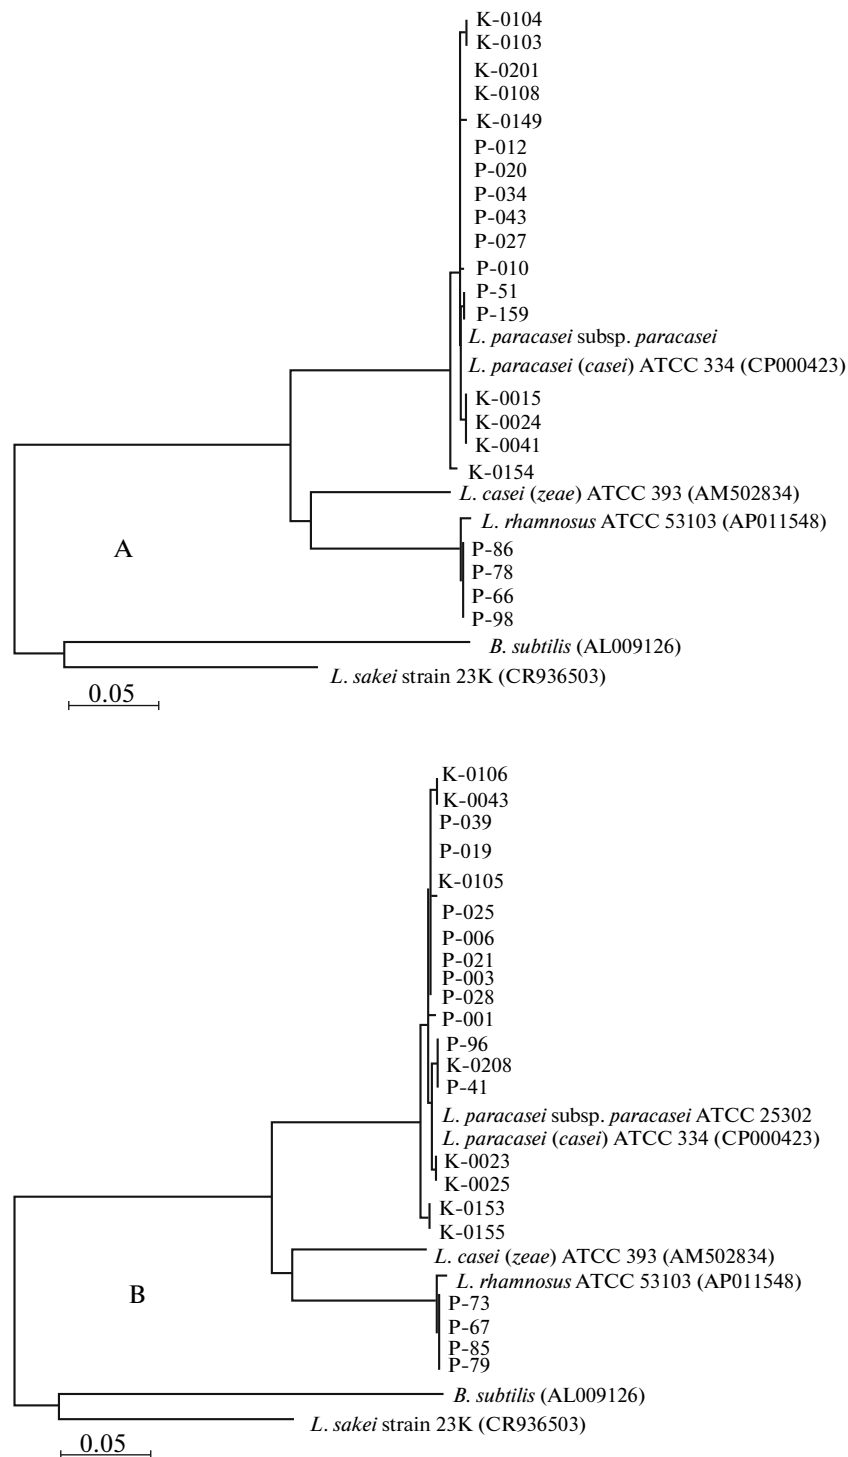 K-0104
K-0103
K-0201
K-0108
K-0149
P-012
P-020
P-034
P-043
P-027
P-010
P-51
P-159
L. paracasei subsp. paracasei
L. paracasei (casei) ATCC 334 (CP000423)
K-0015
K-0024
K-0041
K-0154
L. casei (zeae) ATCC 393 (AM502834)
L. rhamnosus ATCC 53103 (AP011548)
A
P-86
P-78
P-66
P-98
B. subtilis (AL009126)
L. sakei strain 23K (CR936503)
0.05
K-0106
K-0043
P-039
P-019
K-0105
P-025
P-006
P-021
P-003
P-028
P-001
P-96
K-0208
P-41
L. paracasei subsp. paracasei ATCC 25302
L. paracasei (casei) ATCC 334 (CP000423)
K-0023
K-0025
K-0153
K-0155
L. casei (zeae) ATCC 393 (AM502834)
L. rhamnosus ATCC 53103 (AP011548)
B
P-73
P-67
P-85
P-79
B. subtilis (AL009126)
L. sakei strain 23K (CR936503)
0.05